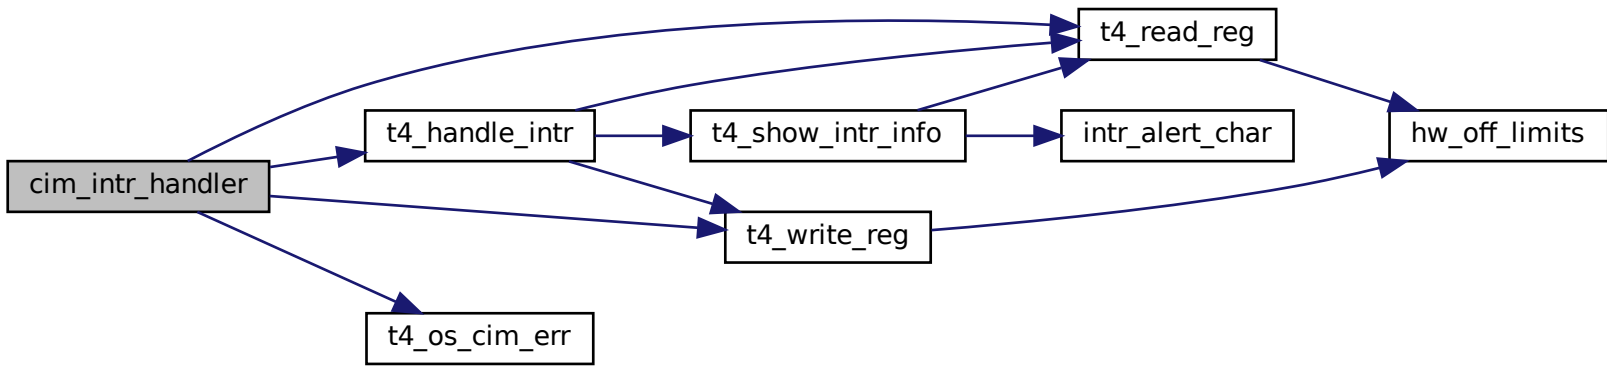 cim_intr_handler
t4_handle_intr
t4_show_intr_info
t4_read_reg
hw_off_limits
intr_alert_char
t4_write_reg
t4_os_cim_err